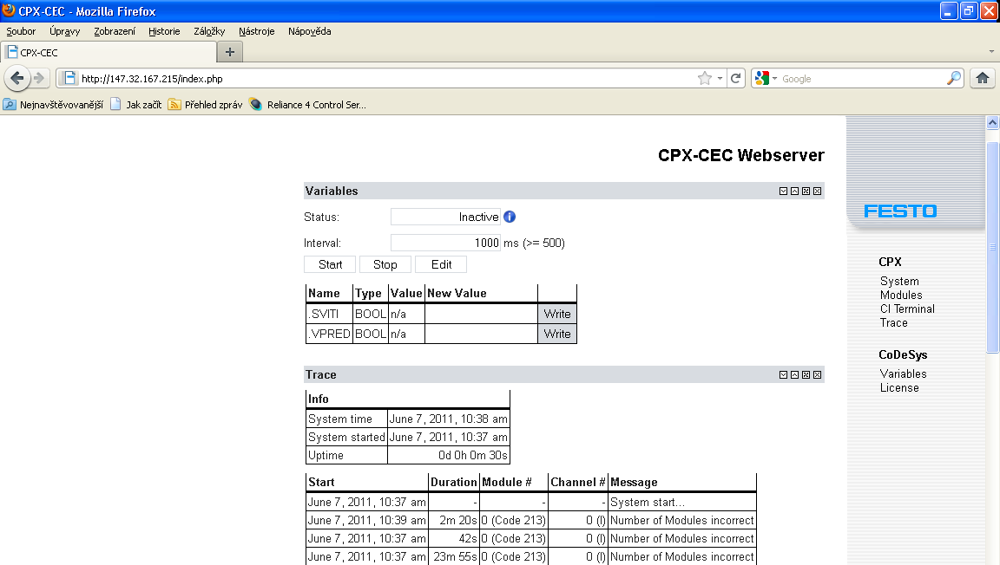 CPX-CEC - Mozilla Firefox
Soubor Úpravy Zobrazení Historie Záložky Nástroje Nápověda
CPX-CEC
http://147.32.167.215/index.php Google
Nejnavštěvovanější Jak začít Přehled zpráv Reliance 4 Control Ser...
CPX-CEC Webserver
Variables
Status: Inactive
Interval: 1000 ms (>= 500)
Start Stop Edit
Name Type Value New Value
.SVITI BOOL n/a Write
.VPRED BOOL n/a Write
Trace
Info
System time June 7, 2011, 10:38 am
System started June 7, 2011, 10:37 am
Uptime 0d 0h 0m 30s
Start Duration Module # Channel # Message
June 7, 2011, 10:37 am - - - System start...
June 7, 2011, 10:39 am 2m 20s 0 (Code 213) 0 (I) Number of Modules incorrect
June 7, 2011, 10:37 am 42s 0 (Code 213) 0 (I) Number of Modules incorrect
June 7, 2011, 10:37 am 23m 55s 0 (Code 213) 0 (I) Number of Modules incorrect
FESTO
CPX
System
Modules
CI Terminal
Trace
CoDeSys
Variables
License